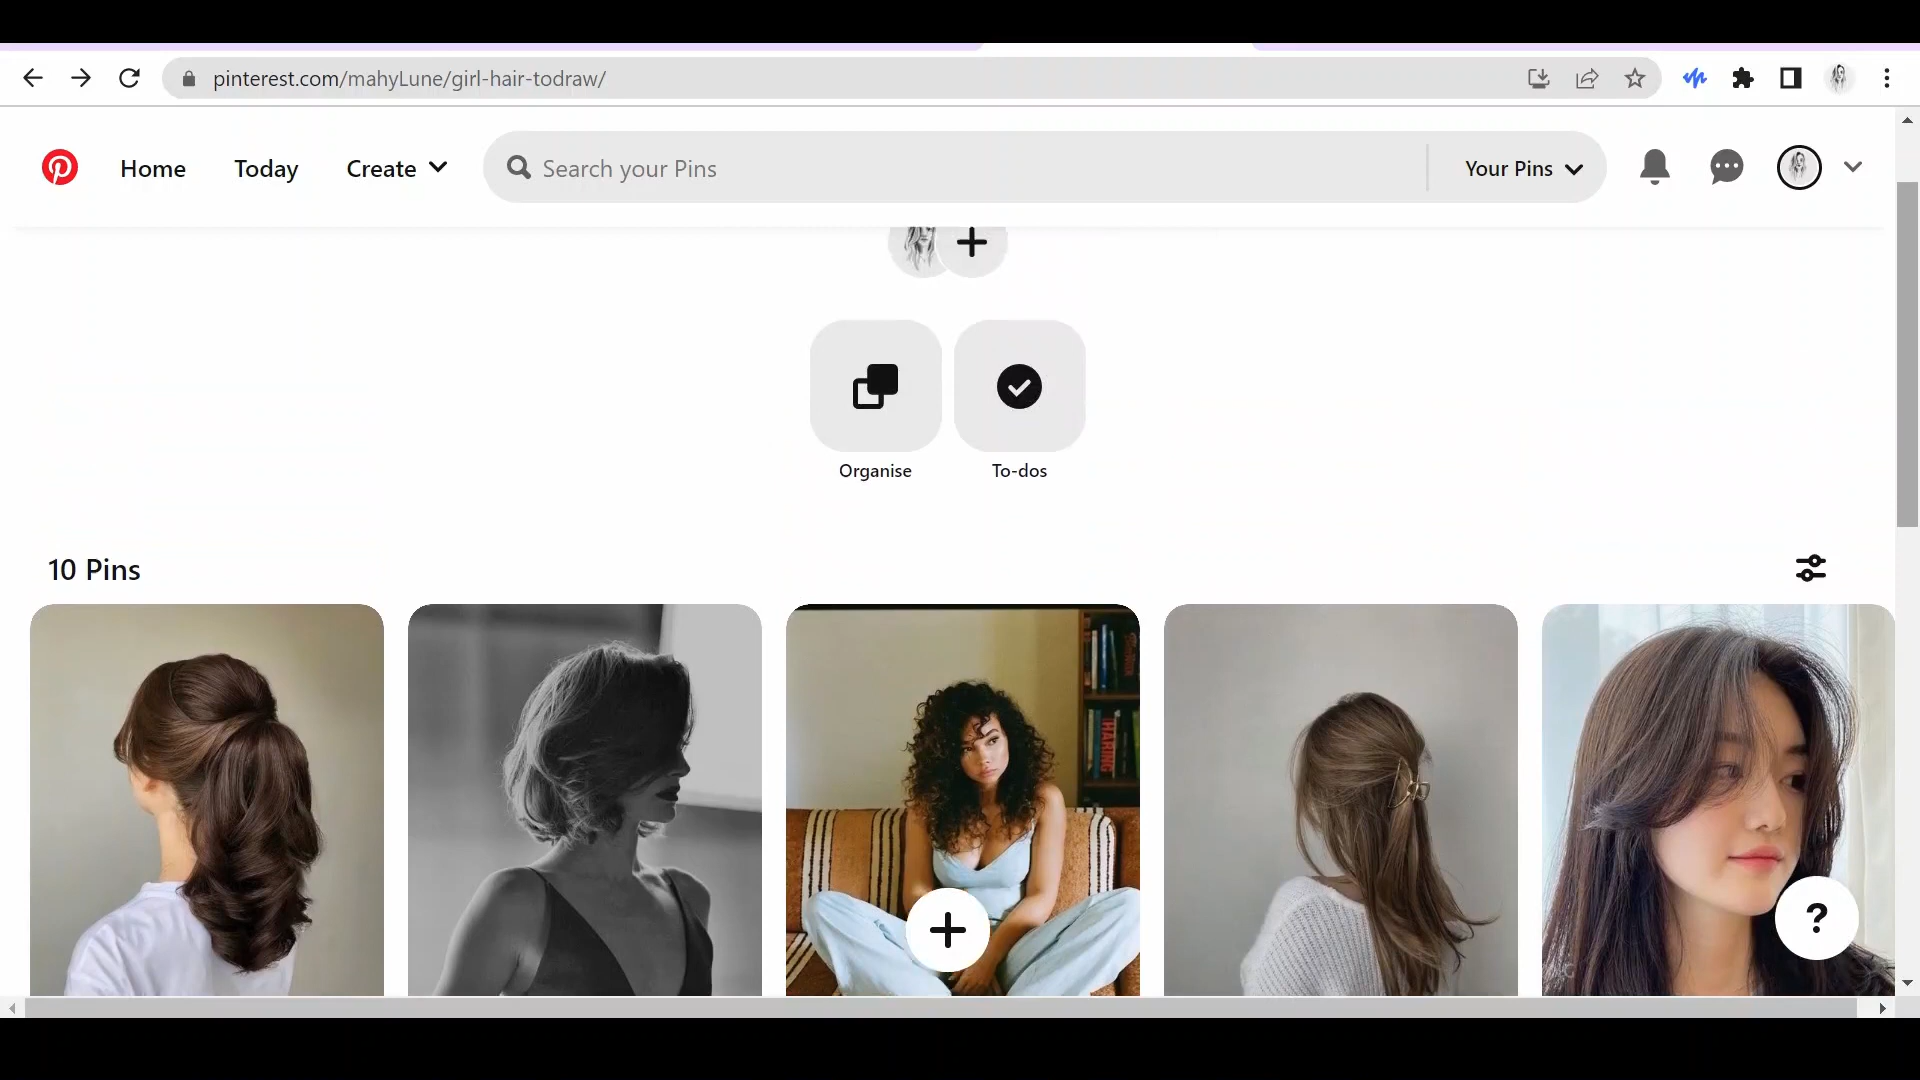 pinterest.com/mahyLune/girl-hair-todraw/
Home
Today
Create
Search your Pins
Your Pins
Organise
To-dos
10 Pins
?